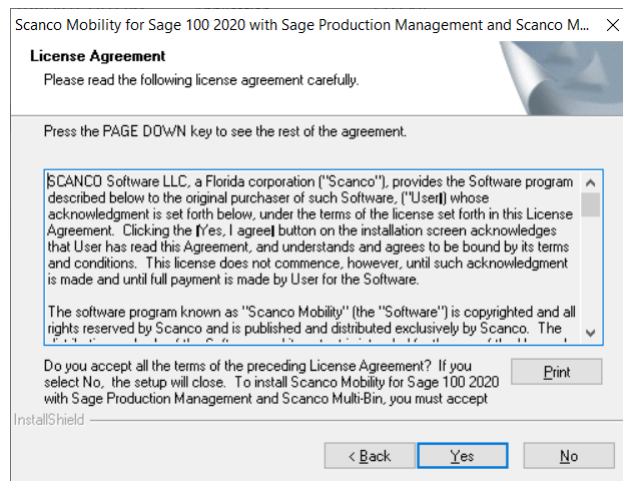 Scanco Mobility for Sage 100 2020 with Sage Production Management and Scanco M...
License Agreement
Please read the following license agreement carefully.
Press the PAGE DOWN key to see the rest of the agreement.
SCANCO Software LLC, a Florida corporation ("Scanco"), provides the Software program
described below to the original purchaser of such Software, ("User|) whose
acknowledgment is set forth below, under the terms of the license set forth in this License
Agreement.  Clicking the |Yes, I agree| button on the installation screen acknowledges
that User has read this Agreement, and understands and agrees to be bound by its terms
and conditions.  This license does not commence, however, until such acknowledgment
is made and until full payment is made by User for the Software.
The software program known as "Scanco Mobility" (the "Software") is copyrighted and all
rights reserved by Scanco and is published and distributed exclusively by Scanco.  The
Do you accept all the terms of the preceding License Agreement?  If you
select No,  the setup will close.  To install Scanco Mobility for Sage 100 2020
with Sage Production Management and Scanco Multi-Bin, you must accept
Print
InstallShield
< Back
Yes
No